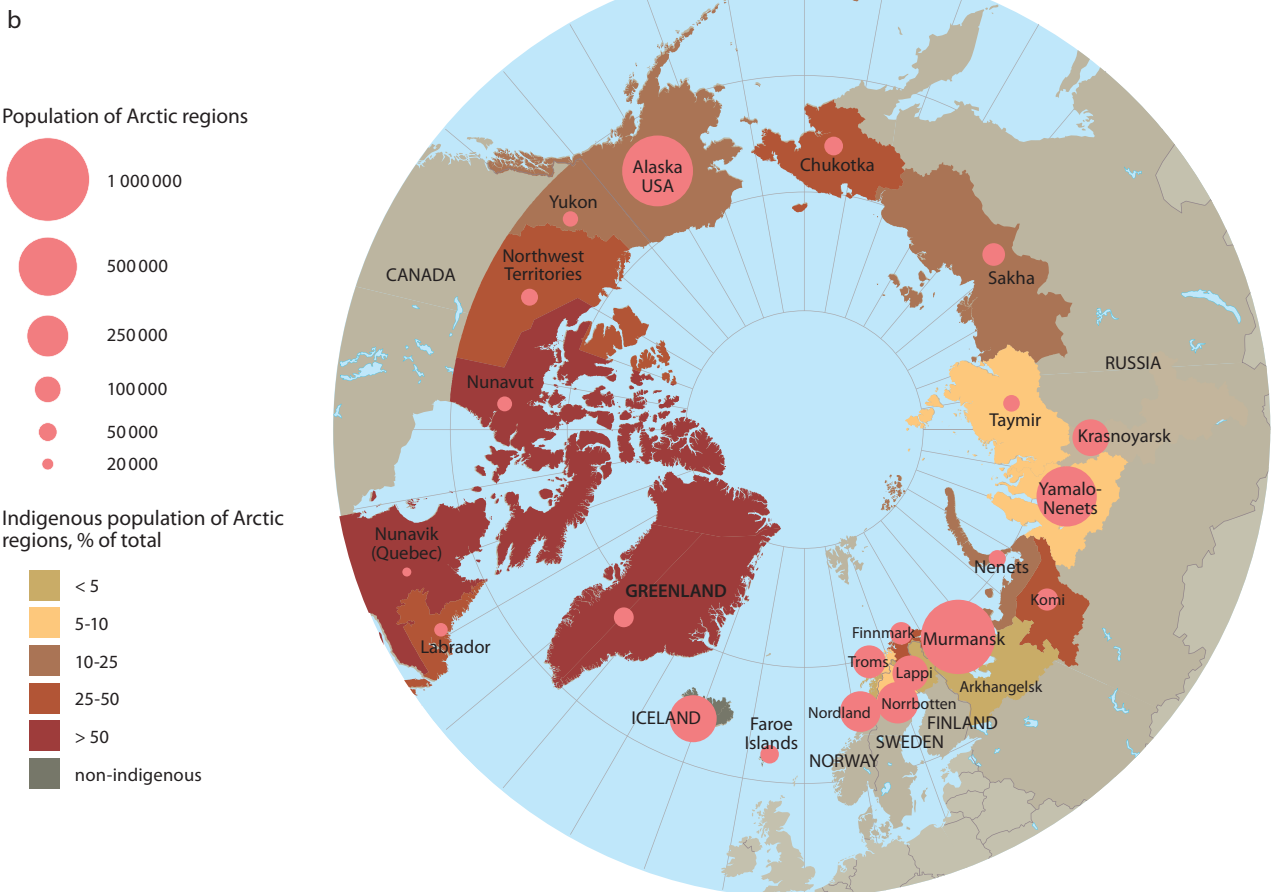 b
Population of Arctic regions
1 000 000
500 000
250 000
100 000
50 000
20 000
Indigenous population of Arctic
regions, % of total
< 5
5-10
10-25
25-50
> 50
non-indigenous
Alaska
USA
Chukotka
Yukon
Northwest
Territories
CANADA
Sakha
RUSSIA
Nunavut
Taymir
Krasnoyarsk
Yamalo-
Nenets
Nunavik
(Quebec)
Nenets
GREENLAND
Komi
Labrador
Finnmark
Murmansk
Troms
Lappi
Arkhangelsk
Nordland
Norrbotten
ICELAND
Faroe
Islands
FINLAND
SWEDEN
NORWAY